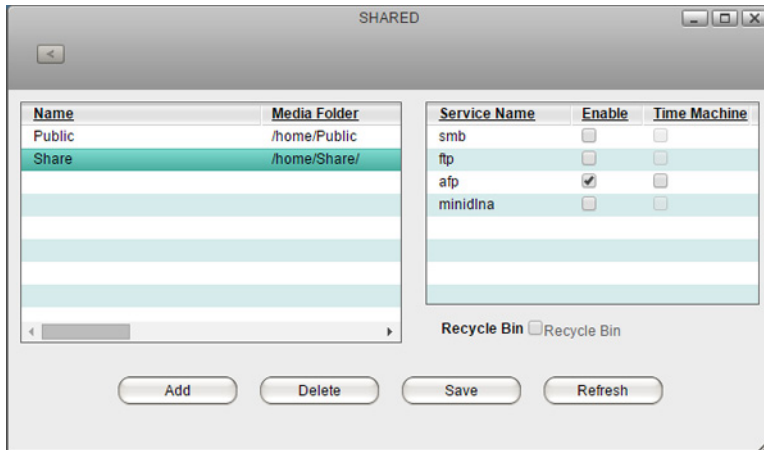 SHARED
<
Name Media Folder
Public /home/Public
Share /home/Share/
Service Name Enable Time Machine
smb
ftp
afp
minidlna
Recycle Bin Recycle Bin
Add Delete Save Refresh